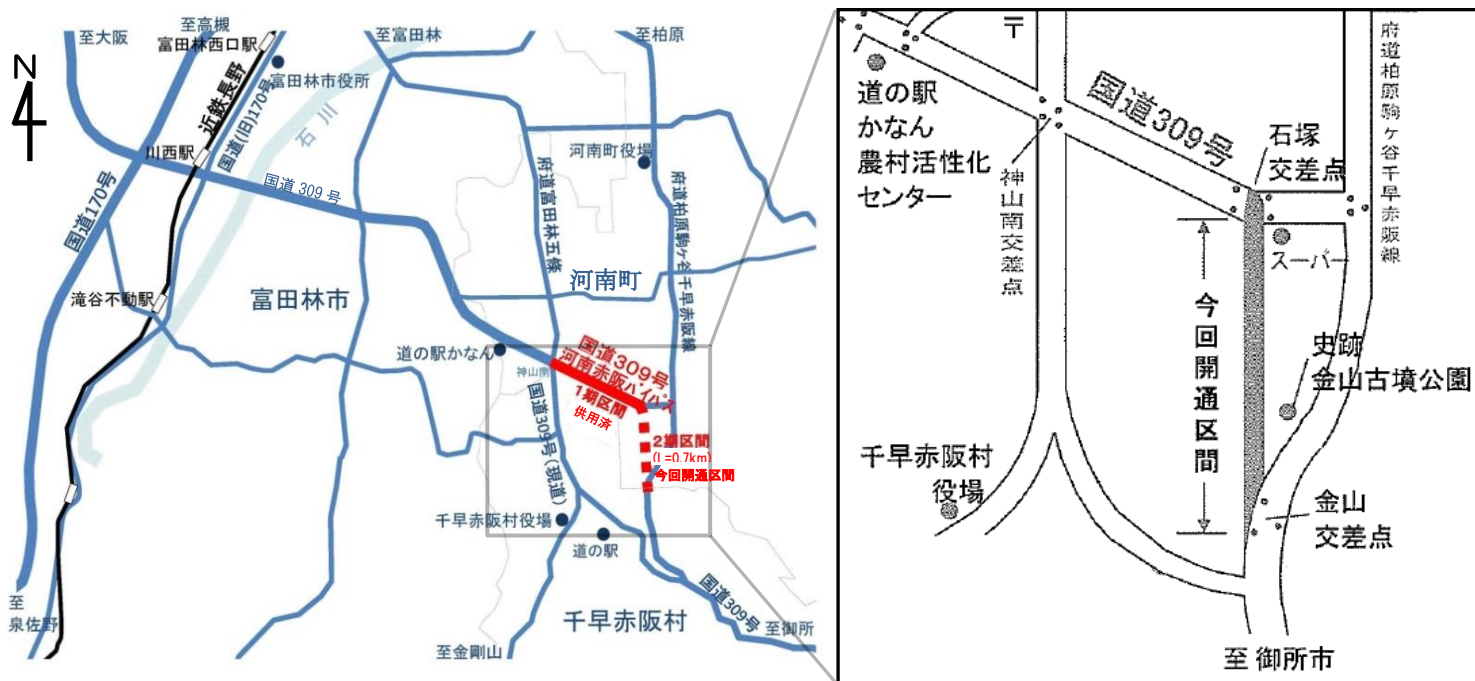 至高槻
至大阪
富田林西口駅
至富田林
至柏原
N
富田林市役所
近鉄長野
国道(旧)170号
石川
川西駅
国道309号
河南町役場
国道170号
府道富田林五條
府道柏原駒ヶ谷千早赤阪線
滝谷不動駅
富田林市
河南町
道の駅かなん
神山南
国道309号
河南赤阪バイパス
1期区間
供用済
2期区間
(L=0.7km)
今回開通区間
国道309号(現道)
千早赤阪村役場
道の駅
国道309号
至
泉佐野
千早赤阪村
至御所
至金剛山
〒
道の駅
かなん
農村活性化
センター
国道309号
石塚
交差点
府道柏原駒ヶ谷千早赤阪線
神山南交差点
スーパー
今回開通区間
史跡
金山古墳公園
千早赤阪村
役場
金山
交差点
至御所市